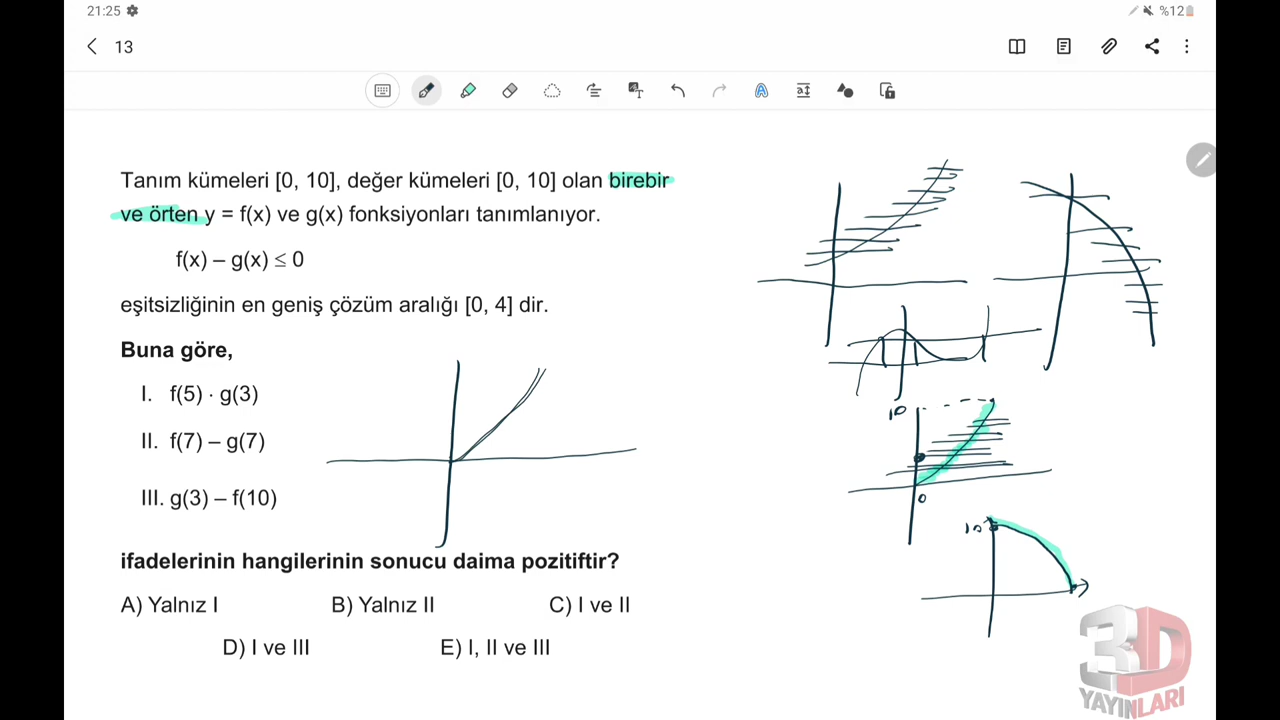 21:25
%12
13
Tanım kümeleri [0, 10], değer kümeleri [0, 10] olan birebir
ve örten y = f(x) ve g(x) fonksiyonları tanımlanıyor.
f(x) – g(x) ≤ 0
eşitsizliğinin en geniş çözüm aralığı [0, 4] dir.
Buna göre,
I. f(5) · g(3)
II. f(7) – g(7)
III. g(3) – f(10)
ifadelerinin hangilerinin sonucu daima pozitiftir?
A) Yalnız I B) Yalnız II C) I ve II
D) I ve III E) I, II ve III
10
0
10
3D
YAYINLARI